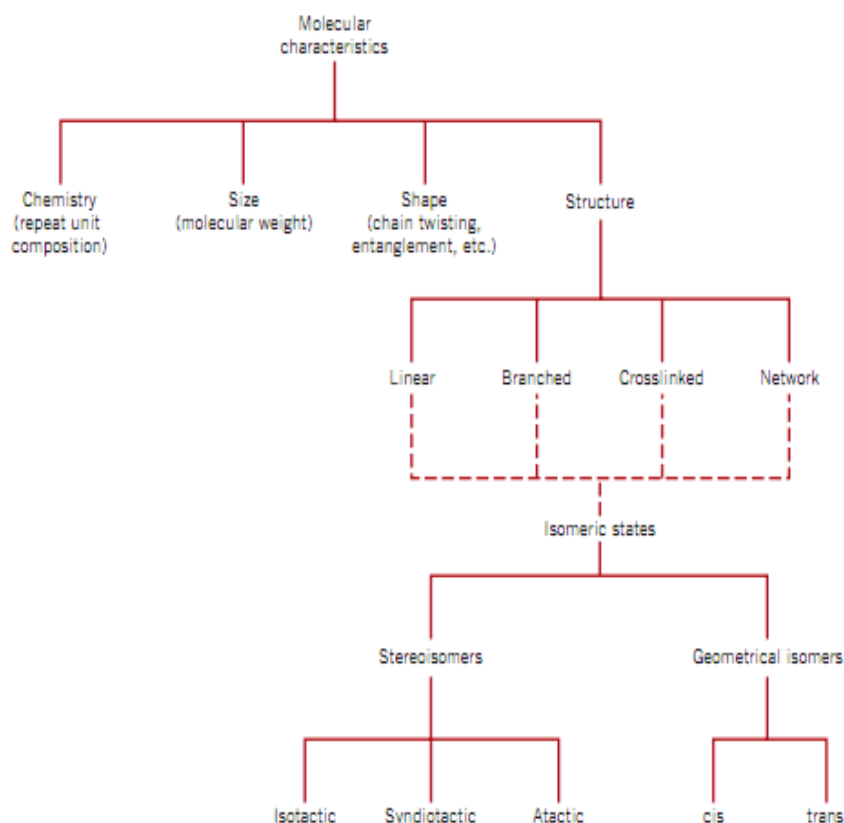 Molecular
characteristics
Chemistry
(repeat unit
composition)
Size
(molecular weight)
Shape
(chain twisting,
entanglement, etc.)
Structure
Linear
Branched
Crosslinked
Network
Isomeric states
Stereoisomers
Geometrical isomers
Isotactic
Syndiotactic
Atactic
cis
trans